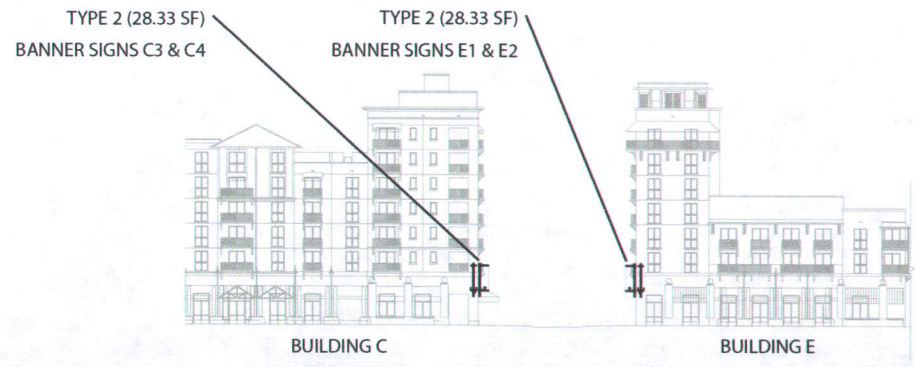 TYPE 2 (28.33 SF)
BANNER SIGNS C3 & C4
TYPE 2 (28.33 SF)
BANNER SIGNS E1 & E2
BUILDING C
BUILDING E